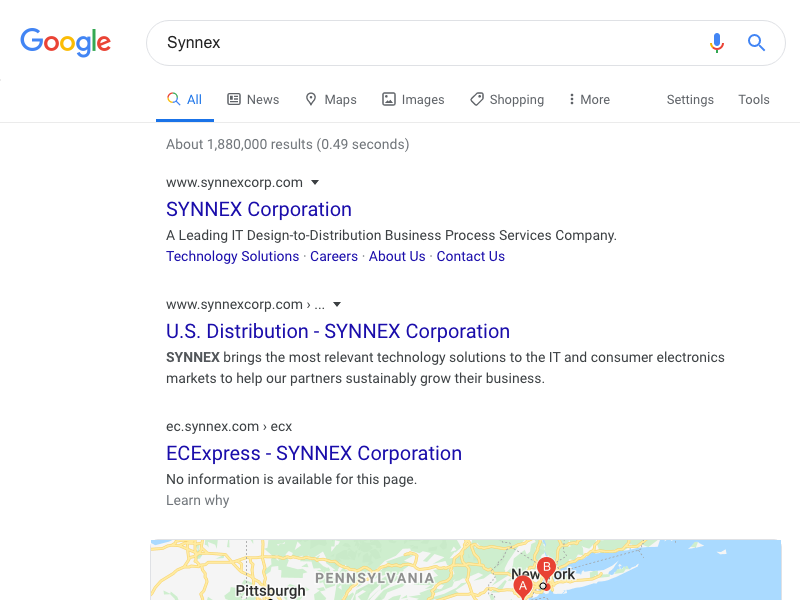 Google
Synnex
All News Maps Images Shopping More Settings Tools
About 1,880,000 results (0.49 seconds)
www.synnexcorp.com
SYNNEX Corporation
A Leading IT Design-to-Distribution Business Process Services Company.
Technology Solutions · Careers · About Us · Contact Us
www.synnexcorp.com › ...
U.S. Distribution - SYNNEX Corporation
SYNNEX brings the most relevant technology solutions to the IT and consumer electronics
markets to help our partners sustainably grow their business.
ec.synnex.com › ecx
ECExpress - SYNNEX Corporation
No information is available for this page.
Learn why
B
PENNSYLVANIA
New York
A
Pittsburgh